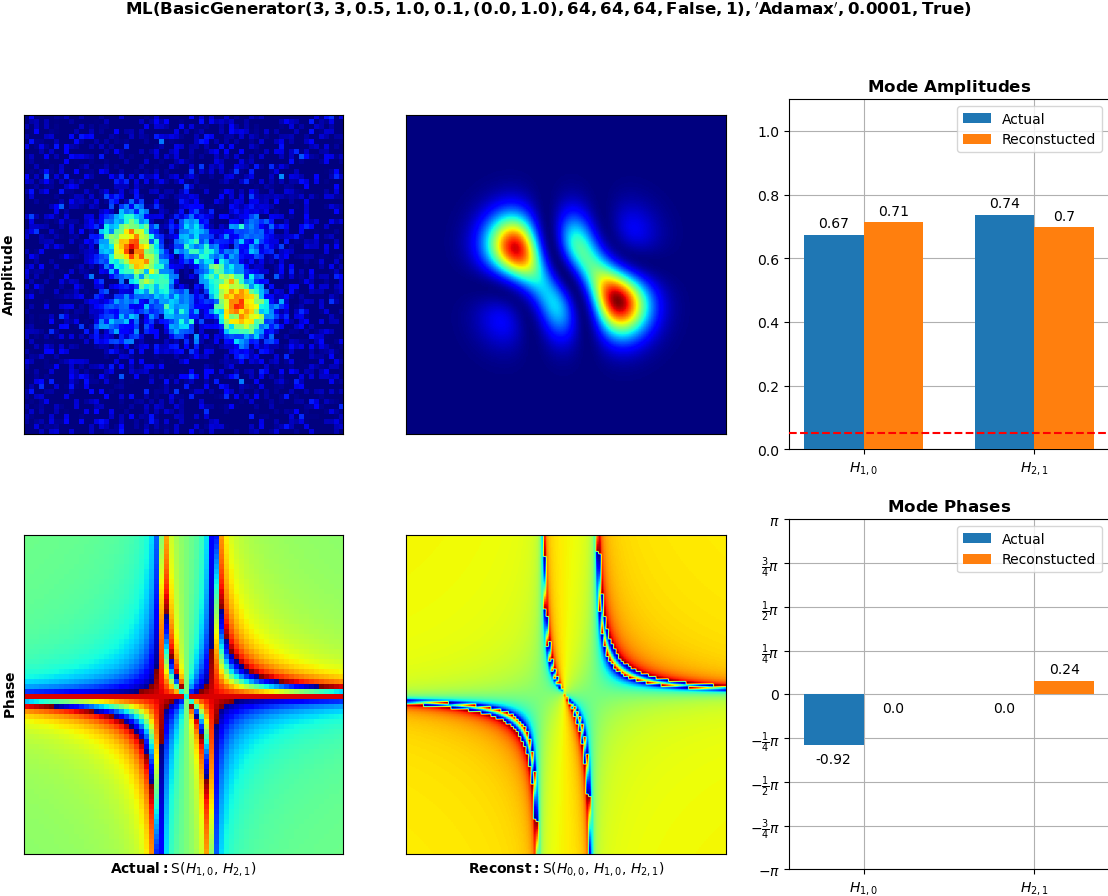 ML(BasicGenerator(3, 3, 0.5, 1.0, 0.1, (0.0, 1.0), 64, 64, 64, False, 1), 'Adamax', 0.0001, True)
Amplitude
Mode Amplitudes
Actual
Reconstucted
1.0
0.8
0.6
0.4
0.2
0.0
0.67
0.71
0.74
0.7
H1,0
H2,1
Phase
Actual: S(H1,0, H2,1)
Reconst: S(H0,0, H1,0, H2,1)
Mode Phases
Actual
Reconstucted
π
3/4π
1/2π
1/4π
0
−1/4π
−1/2π
−3/4π
−π
-0.92
0.0
0.0
0.24
H1,0
H2,1